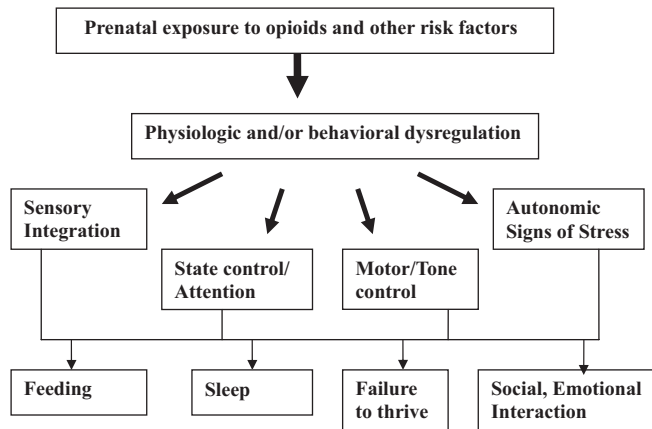 Prenatal exposure to opioids and other risk factors
Physiologic and/or behavioral dysregulation
Sensory
Integration
Autonomic
Signs of Stress
State control/
Attention
Motor/Tone
control
Feeding
Sleep
Failure
to thrive
Social, Emotional
Interaction